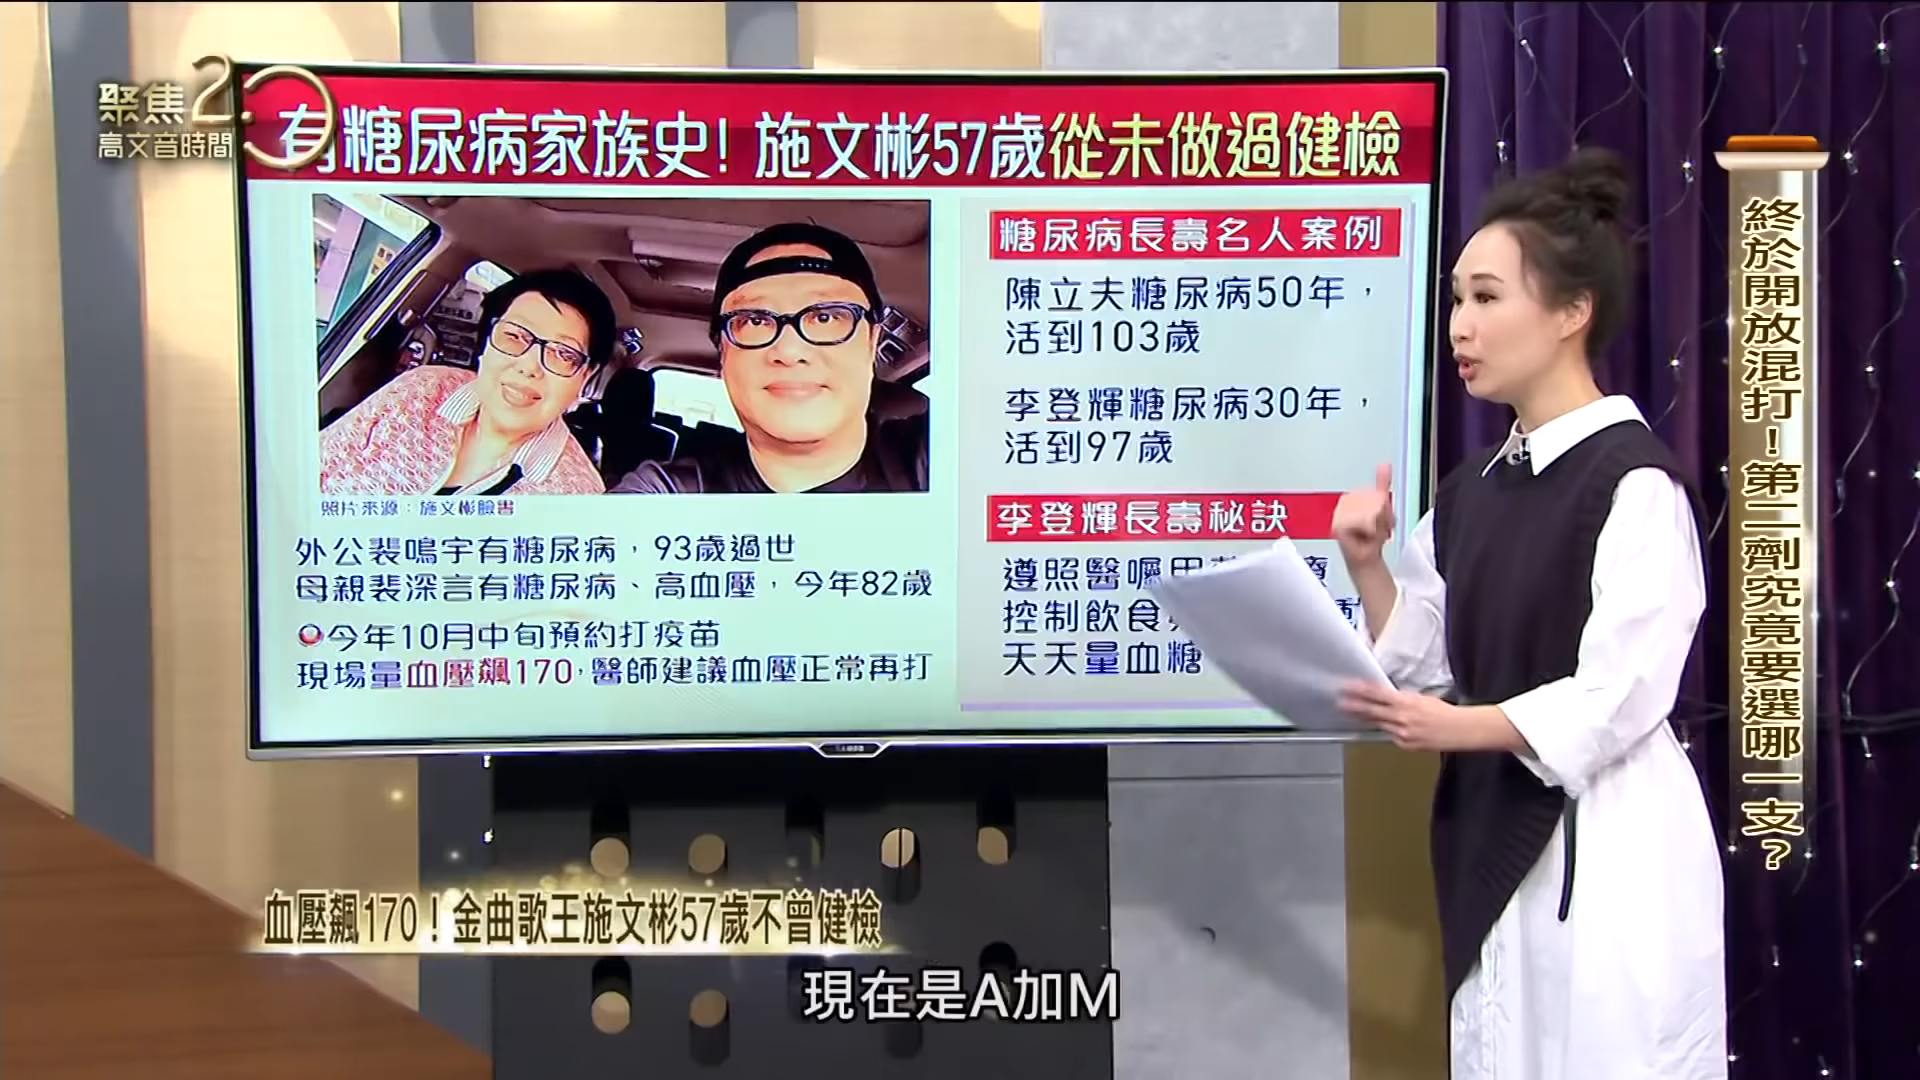 聚焦2.0
高文音時間
有糖尿病家族史！施文彬57歲從未做過健檢
照片來源：施文彬臉書
外公裴鳴宇有糖尿病，93歲過世
母親裴深言有糖尿病、高血壓，今年82歲
今年10月中旬預約打疫苗
現場量血壓飆170，醫師建議血壓正常再打
糖尿病長壽名人案例
陳立夫糖尿病50年，
活到103歲
李登輝糖尿病30年，
活到97歲
李登輝長壽秘訣
遵照醫囑用
控制飲食
天天量血糖
終於開放混打！第二劑究竟要選哪一支？
血壓飆170！金曲歌王施文彬57歲不曾健檢
現在是A加M